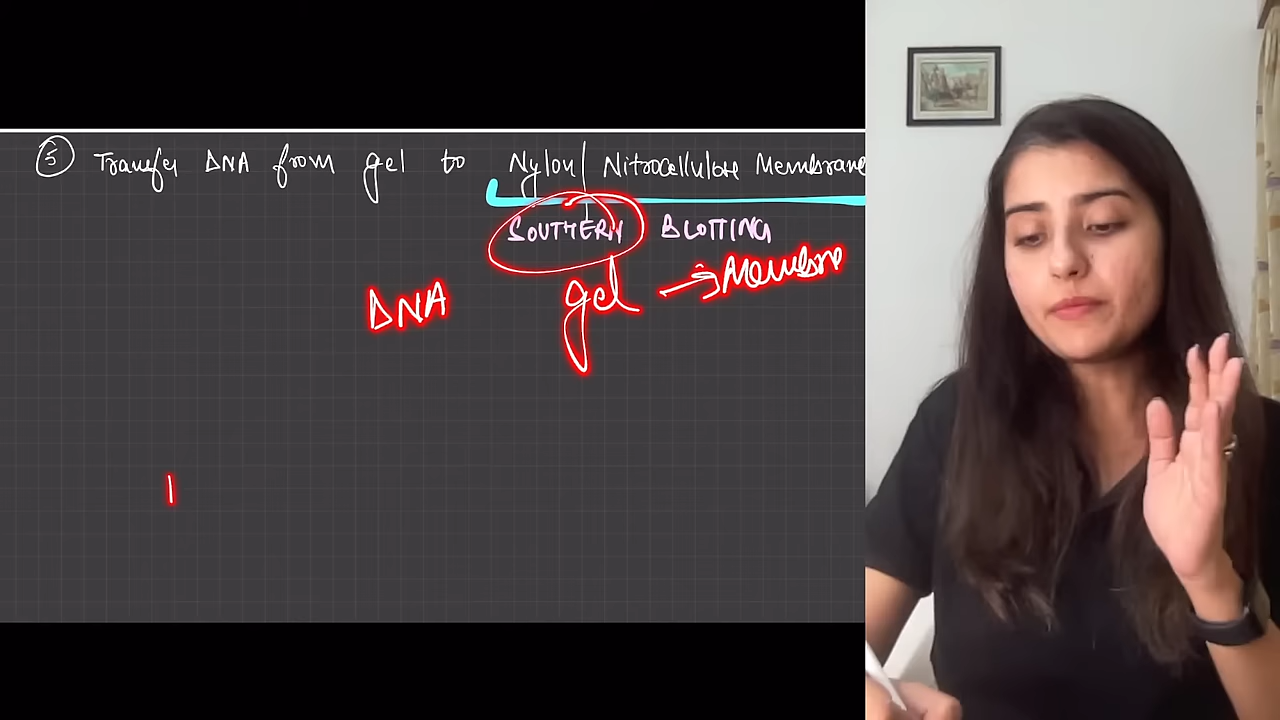 ⑤ Transfer DNA from gel to Nylon/ Nitrocellulose Membrane
SOUTHERN BLOTTING
DNA gel → Membrane